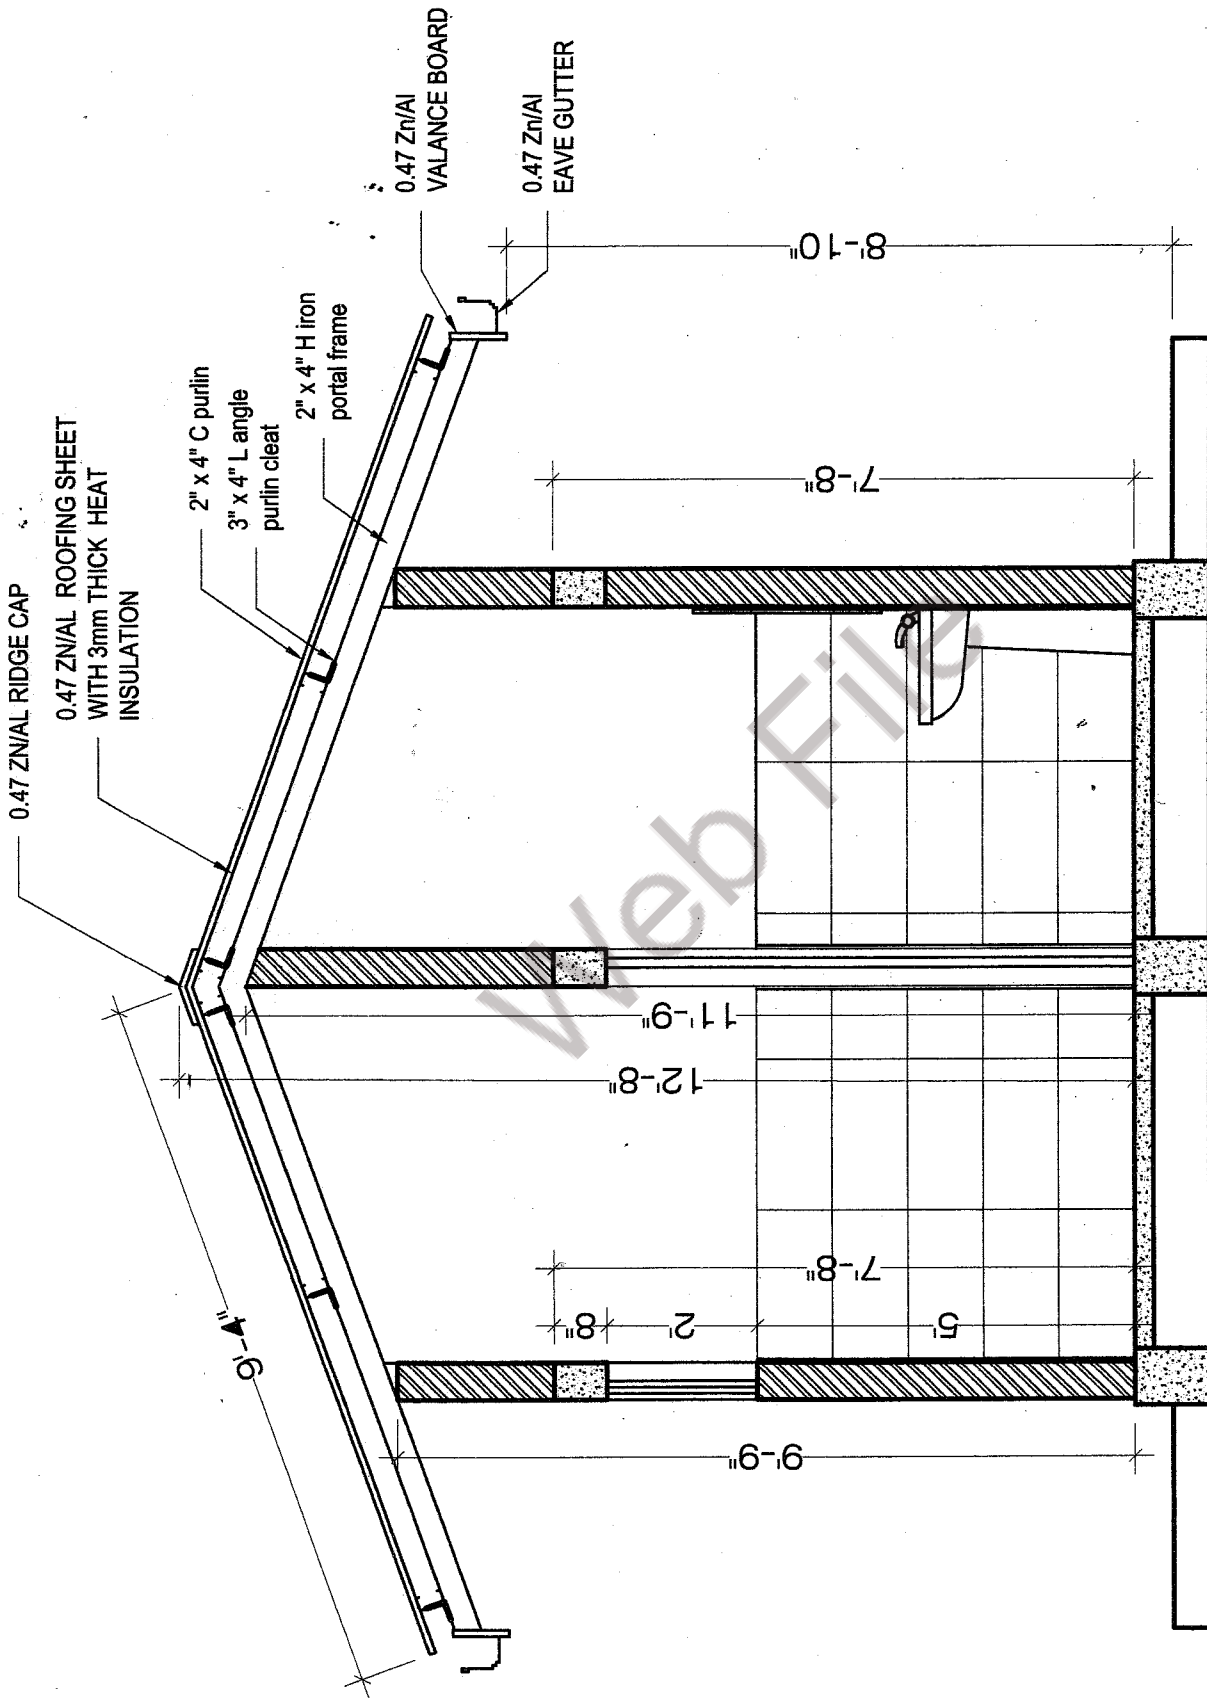 0.47 ZN/AL RIDGE CAP
0.47 ZN/AL ROOFING SHEET
WITH 3mm THICK HEAT
INSULATION
2" x 4" C purlin
3" x 4" L angle
purlin cleat
2" x 4" H iron
portal frame
0.47 Zn/Al
VALANCE BOARD
0.47 Zn/Al
EAVE GUTTER
9'-4"
8'-10"
7'-8"
11'-9"
12'-8"
7'-8"
8"
2'
5'
9'-9"
Web File